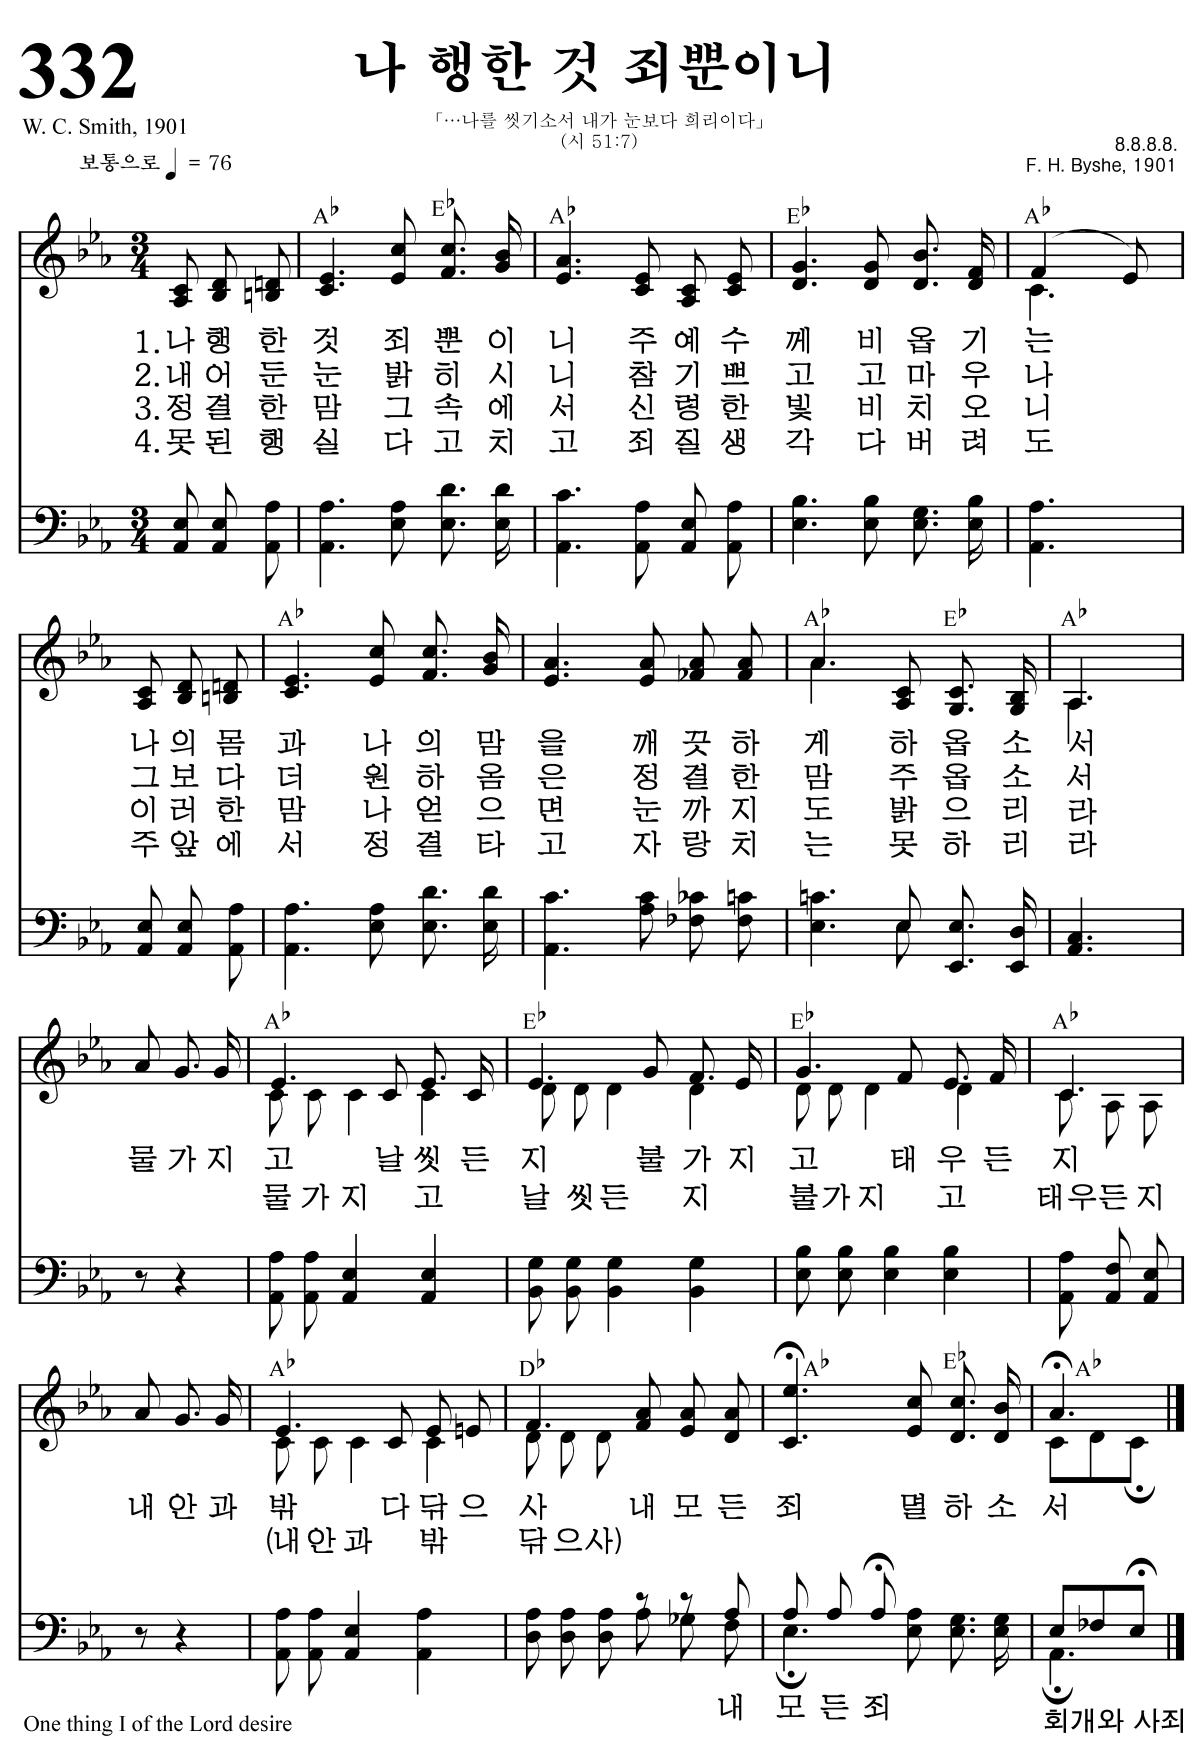 332
나 행한 것 죄뿐이니
W. C. Smith, 1901
「…나를 씻기소서 내가 눈보다 희리이다」
(시 51:7)
8.8.8.8.
보통으로 ♩ = 76
F. H. Byshe, 1901
A♭ E♭ A♭ E♭ A♭
3/4
1.나 행 한 것 죄 뿐 이 니 주 예 수 께 비 옵 기 는
2.내 어 둔 눈 밝 히 시 니 참 기 쁘 고 고 마 우 나
3.정 결 한 맘 그 속 에 서 신 령 한 빛 비 치 오 니
4.못 된 행 실 다 고 치 고 죄 질 생 각 다 버 려 도
3/4
A♭ A♭ E♭ A♭
나 의 몸 과 나 의 맘 을 깨 끗 하 게 하 옵 소 서
그 보 다 더 원 하 옴 은 정 결 한 맘 주 옵 소 서
이 러 한 맘 나 얻 으 면 눈 까 지 도 밝 으 리 라
주 앞 에 서 정 결 타 고 자 랑 치 는 못 하 리 라
A♭ E♭ E♭ A♭
물 가 지 고 날 씻 든 지 불 가 지 고 태 우 든 지
물 가 지 고 날 씻 든 지 불 가 지 고 태 우 든 지
A♭ D♭ A♭ E♭ A♭
내 안 과 밖 다 닦 으 사 내 모 든 죄 멸 하 소 서
(내 안 과 밖 닦 으 사)
내 모 든 죄
One thing I of the Lord desire
회개와 사죄